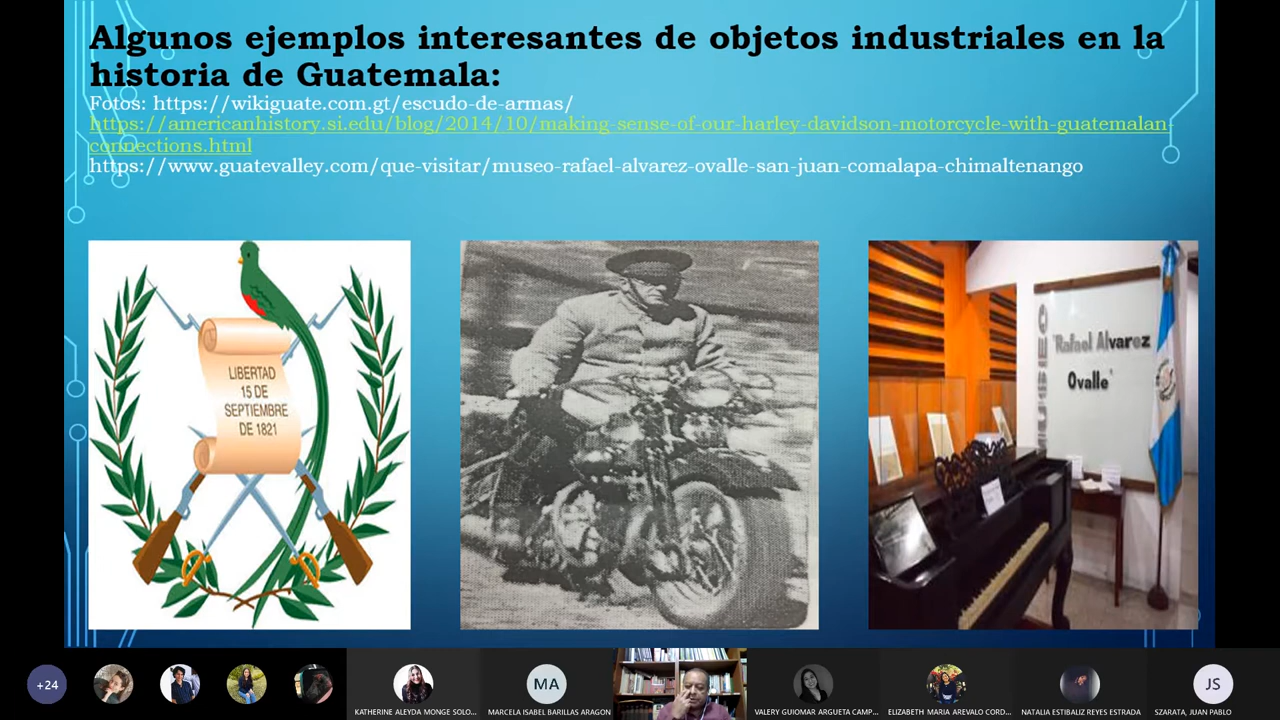 Algunos ejemplos interesantes de objetos industriales en la
historia de Guatemala:
Fotos: https://wikiguate.com.gt/escudo-de-armas/
https://americanhistory.si.edu/blog/2014/10/making-sense-of-our-harley-davidson-motorcycle-with-guatemalan-
connections.html
https://www.guatevalley.com/que-visitar/museo-rafael-alvarez-ovalle-san-juan-comalapa-chimaltenango
LIBERTAD
15 DE
SEPTIEMBRE
DE 1821
MUSEO
"Rafael Alvarez
Ovalle"
+24
MA
JS
KATHERINE ALEYDA MONGE SOLO...
MARCELA ISABEL BARILLAS ARAGON
VALERY GUIOMAR ARGUETA CAMP...
ELIZABETH MARIA AREVALO CORD...
NATALIA ESTIBALIZ REYES ESTRADA
SZARATA, JUAN PABLO